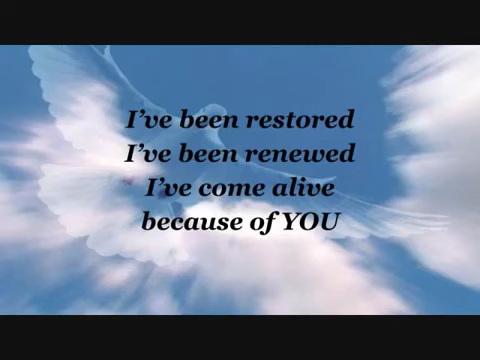 I’ve been restored
I’ve been renewed
I’ve come alive
because of YOU